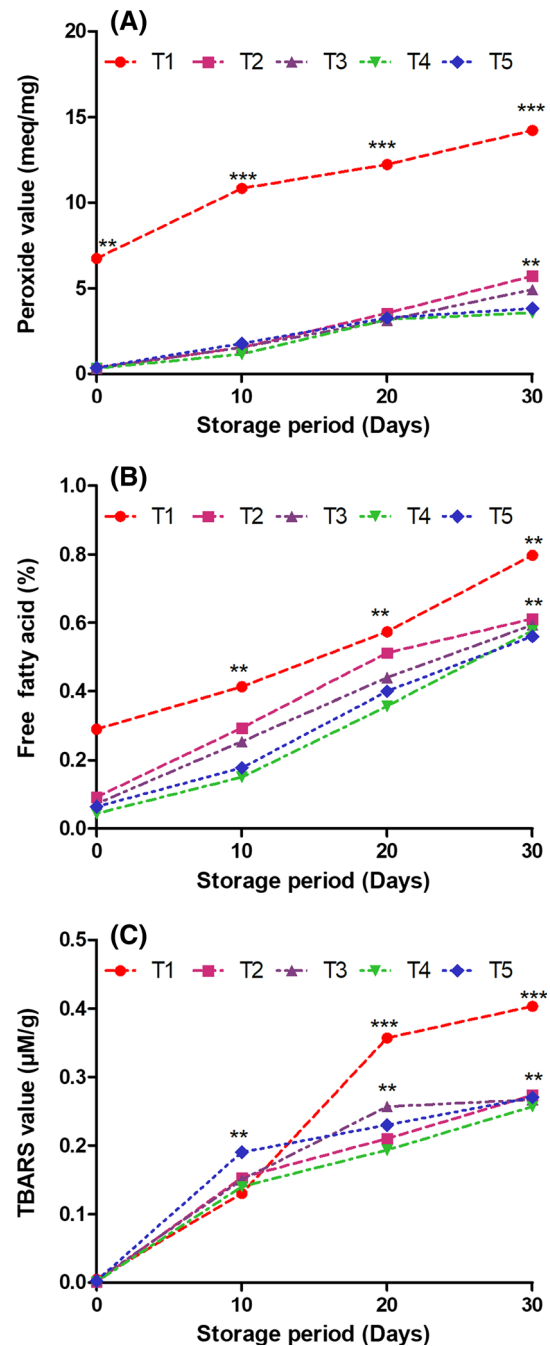 (A)
20
T1 T2 T3 T4 T5
***
15
***
***
10
**
**
5
0
0 10 20 30
Peroxide value (meq/mg)
Storage period (Days)
(B)
1.0
T1 T2 T3 T4 T5
**
0.8
**
**
0.6
**
0.4
0.2
0.0
0 10 20 30
Free fatty acid (%)
Storage period (Days)
(C)
0.5
T1 T2 T3 T4 T5
***
0.4
***
0.3
**
**
**
0.2
0.1
0.0
0 10 20 30
TBARS value (µM/g)
Storage period (Days)